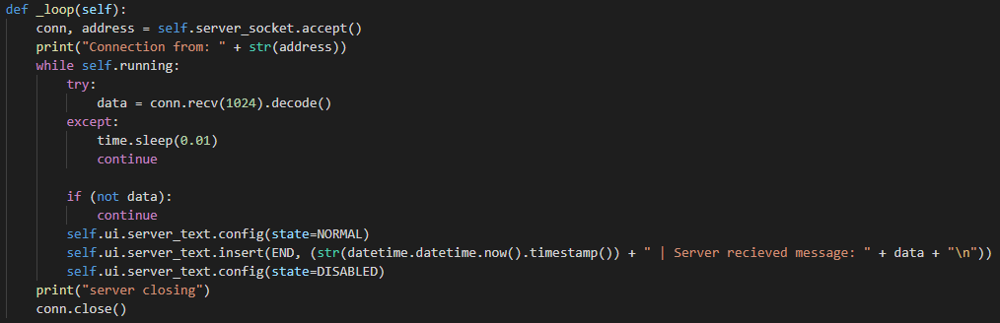 def _loop(self):
    conn, address = self.server_socket.accept()
    print("Connection from: " + str(address))
    while self.running:
        try:
            data = conn.recv(1024).decode()
        except:
            time.sleep(0.01)
            continue

        if (not data):
            continue
        self.ui.server_text.config(state=NORMAL)
        self.ui.server_text.insert(END, (str(datetime.datetime.now().timestamp()) + " | Server recieved message: " + data + "\n"))
        self.ui.server_text.config(state=DISABLED)
    print("server closing")
    conn.close()